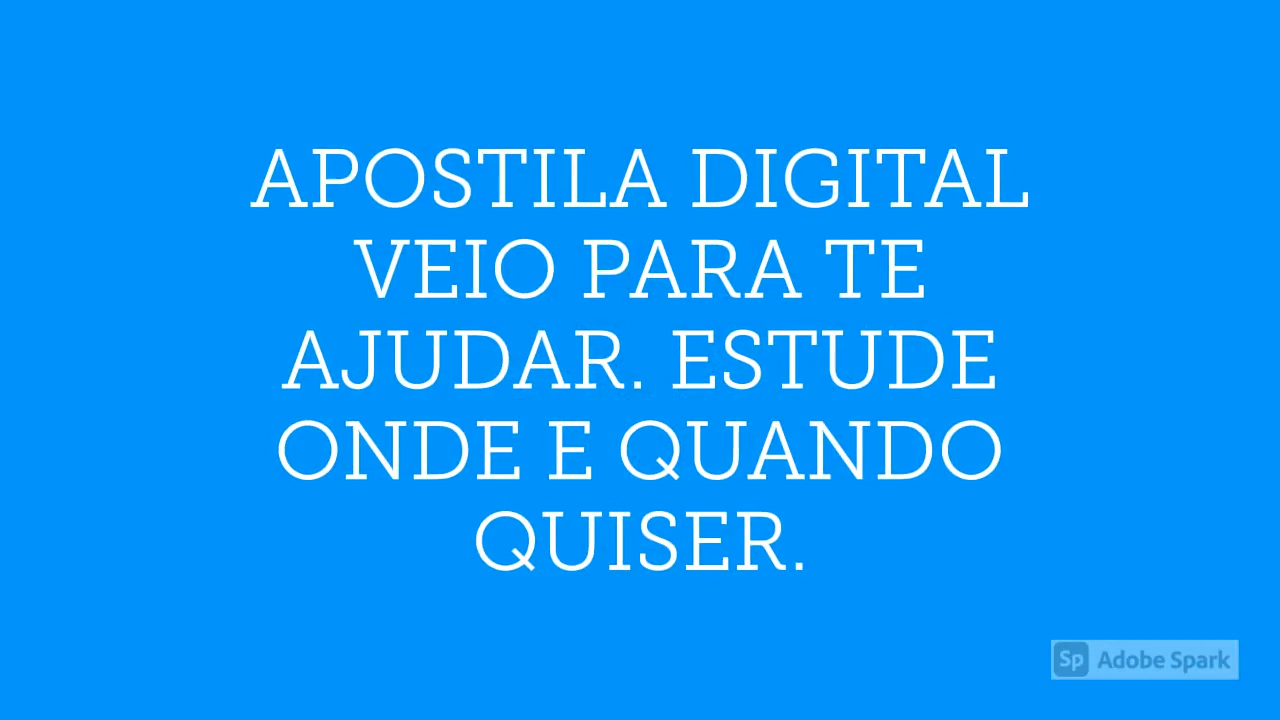 APOSTILA DIGITAL
VEIO PARA TE
AJUDAR. ESTUDE
ONDE E QUANDO
QUISER.
Sp Adobe Spark